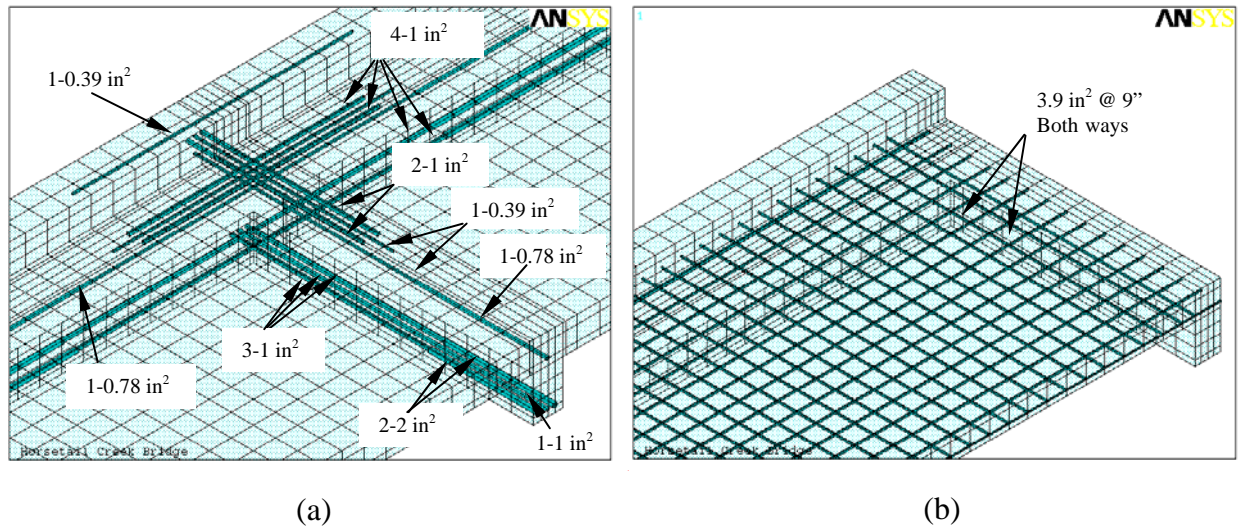 ANSYS
4-1 in²
1-0.39 in²
2-1 in²
1-0.39 in²
1-0.78 in²
3-1 in²
1-0.78 in²
2-2 in²
1-1 in²
Horsetail Creek Bridge
(a)
1
ANSYS
3.9 in² @ 9”
Both ways
Horsetail Creek Bridge
(b)